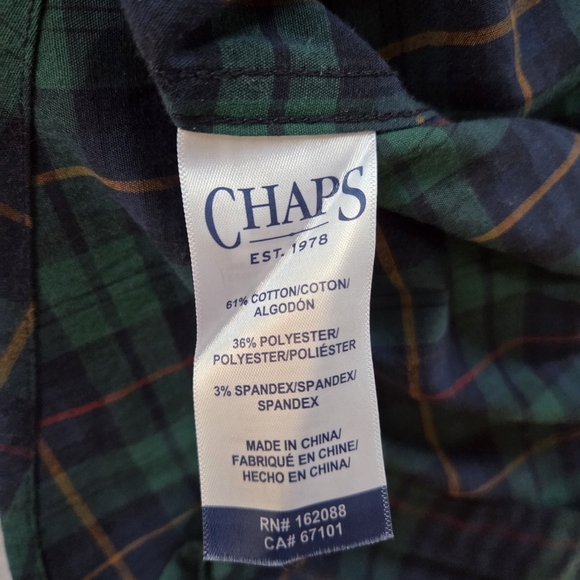 CHAPS
EST. 1978
61% COTTON/COTON/
ALGODÓN
36% POLYESTER/
POLYESTER/POLIÉSTER
3% SPANDEX/SPANDEX/
SPANDEX
MADE IN CHINA/
FABRIQUÉ EN CHINE/
HECHO EN CHINA
RN# 162088
CA# 67101